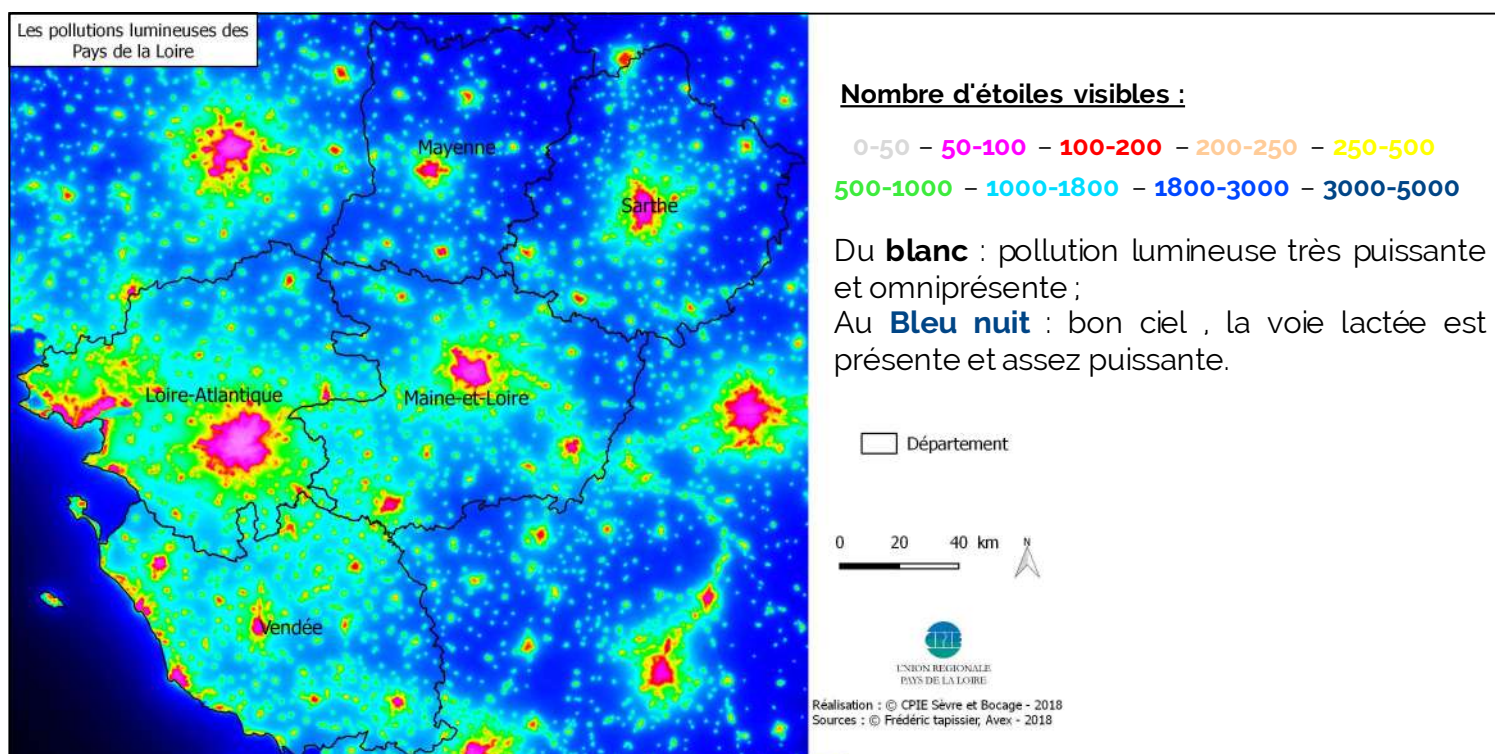 Les pollutions lumineuses des
Pays de la Loire
Mayenne
Sarthe
Loire-Atlantique
Maine-et-Loire
Vendée
Nombre d'étoiles visibles :
0-50 – 50-100 – 100-200 – 200-250 – 250-500
500-1000 – 1000-1800 – 1800-3000 – 3000-5000
Du blanc : pollution lumineuse très puissante
et omniprésente ;
Au Bleu nuit : bon ciel , la voie lactée est
présente et assez puissante.
Département
0 20 40 km N
CPIE
UNION REGIONALE
PAYS DE LA LOIRE
Réalisation : © CPIE Sèvre et Bocage - 2018
Sources : © Frédéric tapissier, Avex - 2018